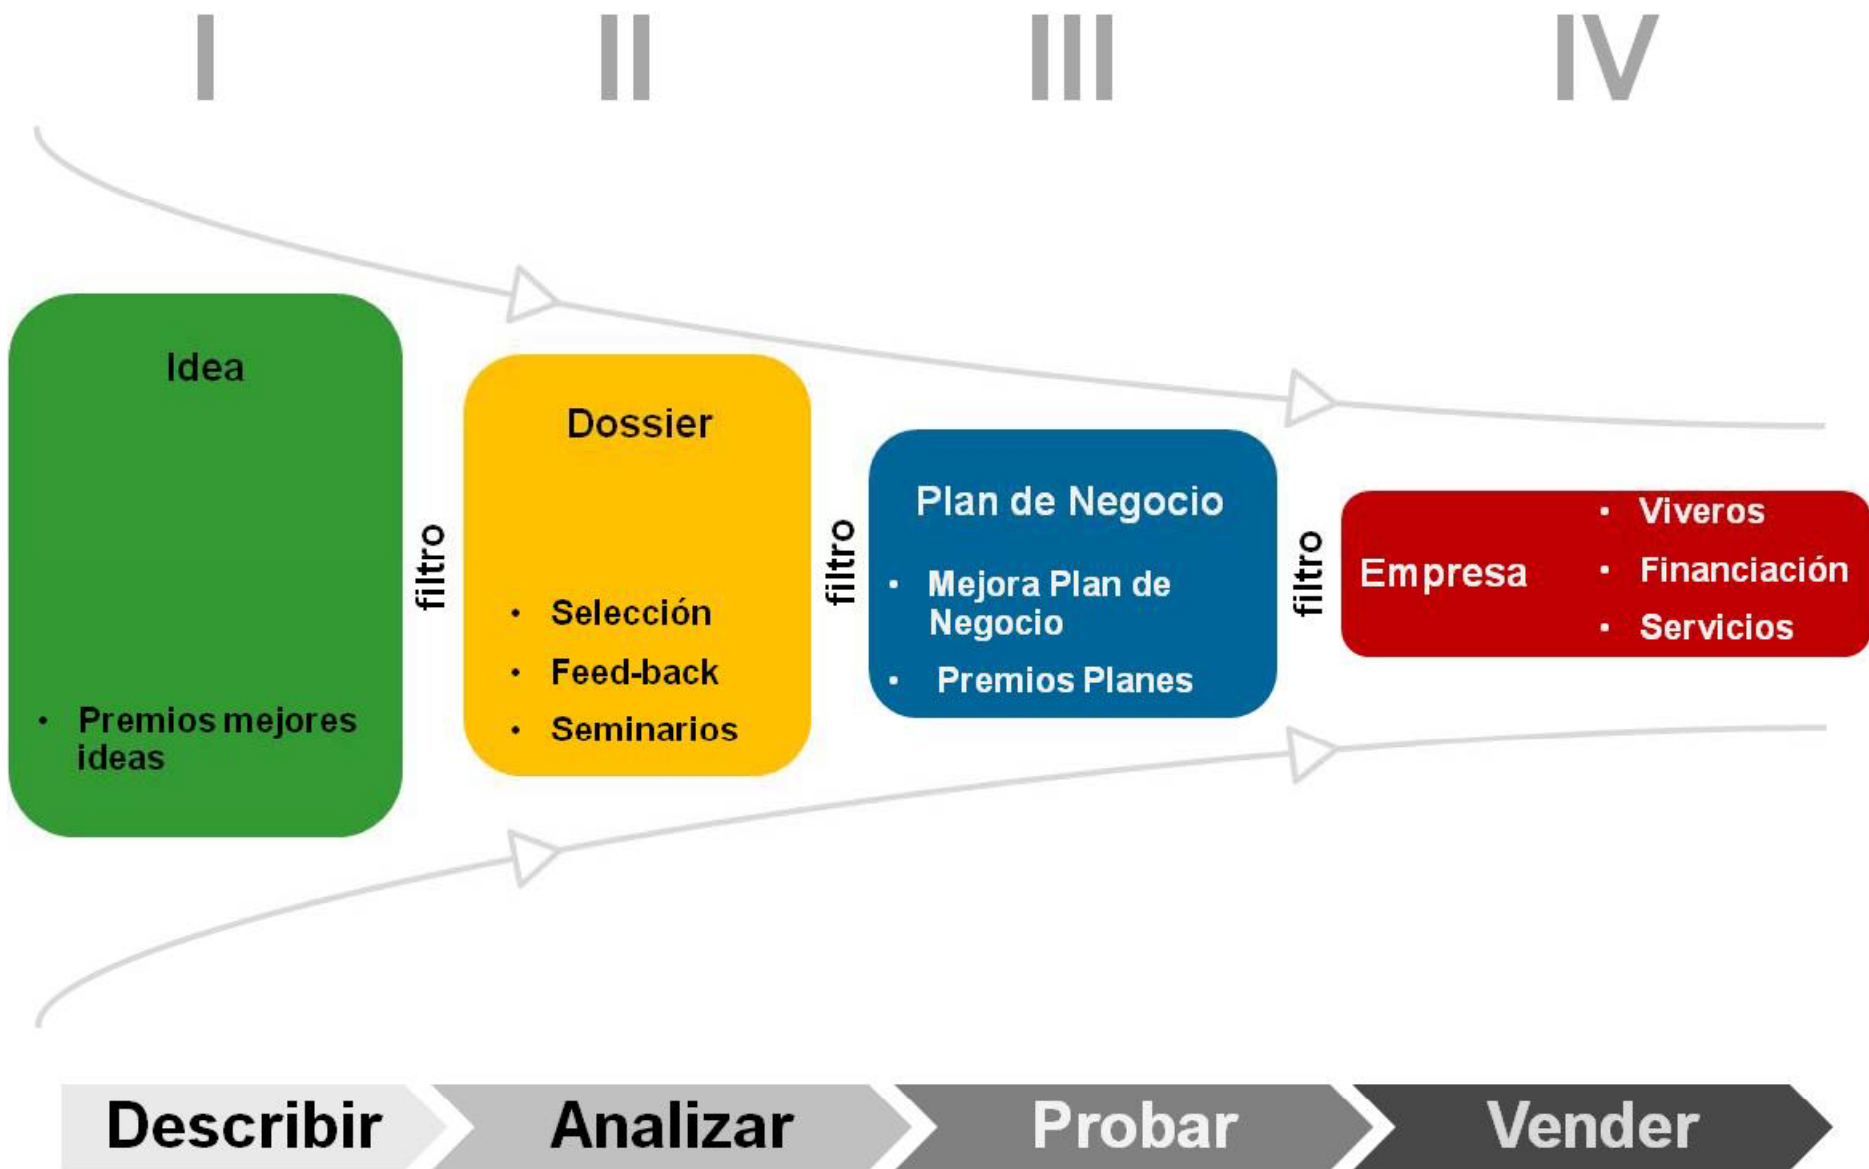 I
II
III
IV
Idea
• Premios mejores
ideas
filtro
Dossier
• Selección
• Feed-back
• Seminarios
filtro
Plan de Negocio
• Mejora Plan de
Negocio
• Premios Planes
filtro
Empresa
• Viveros
• Financiación
• Servicios
Describir
Analizar
Probar
Vender